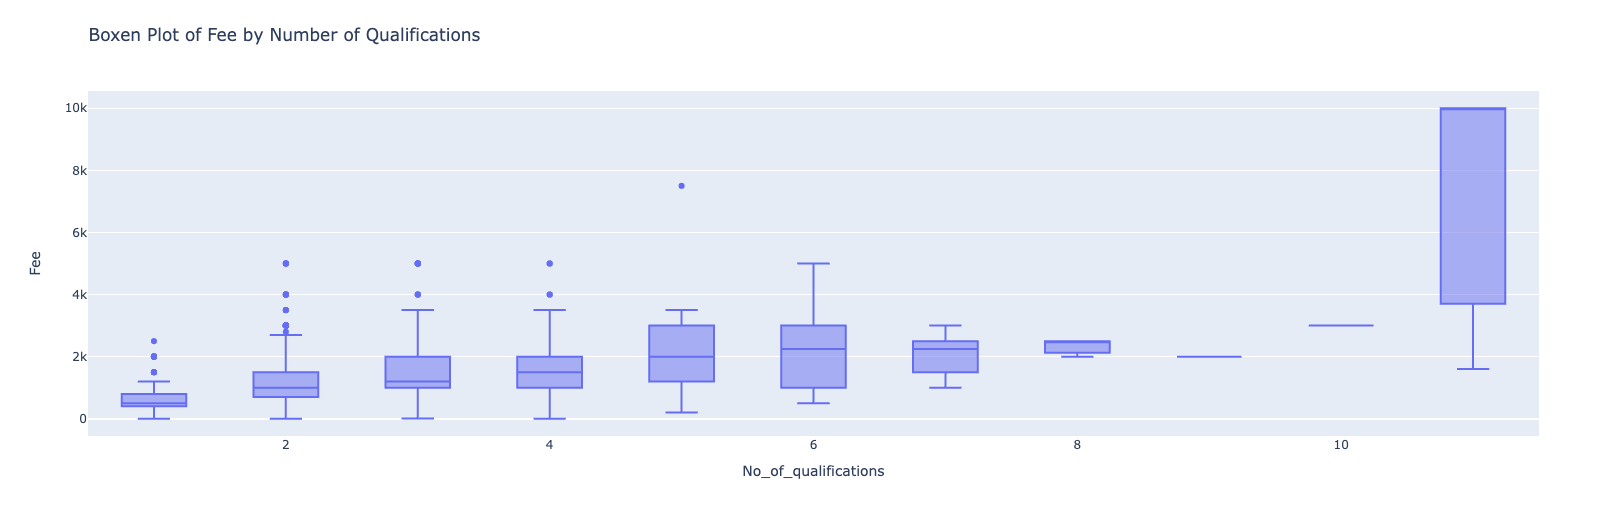 Boxen Plot of Fee by Number of Qualifications
10k
8k
6k
4k
2k
0
Fee
2 4 6 8 10
No_of_qualifications